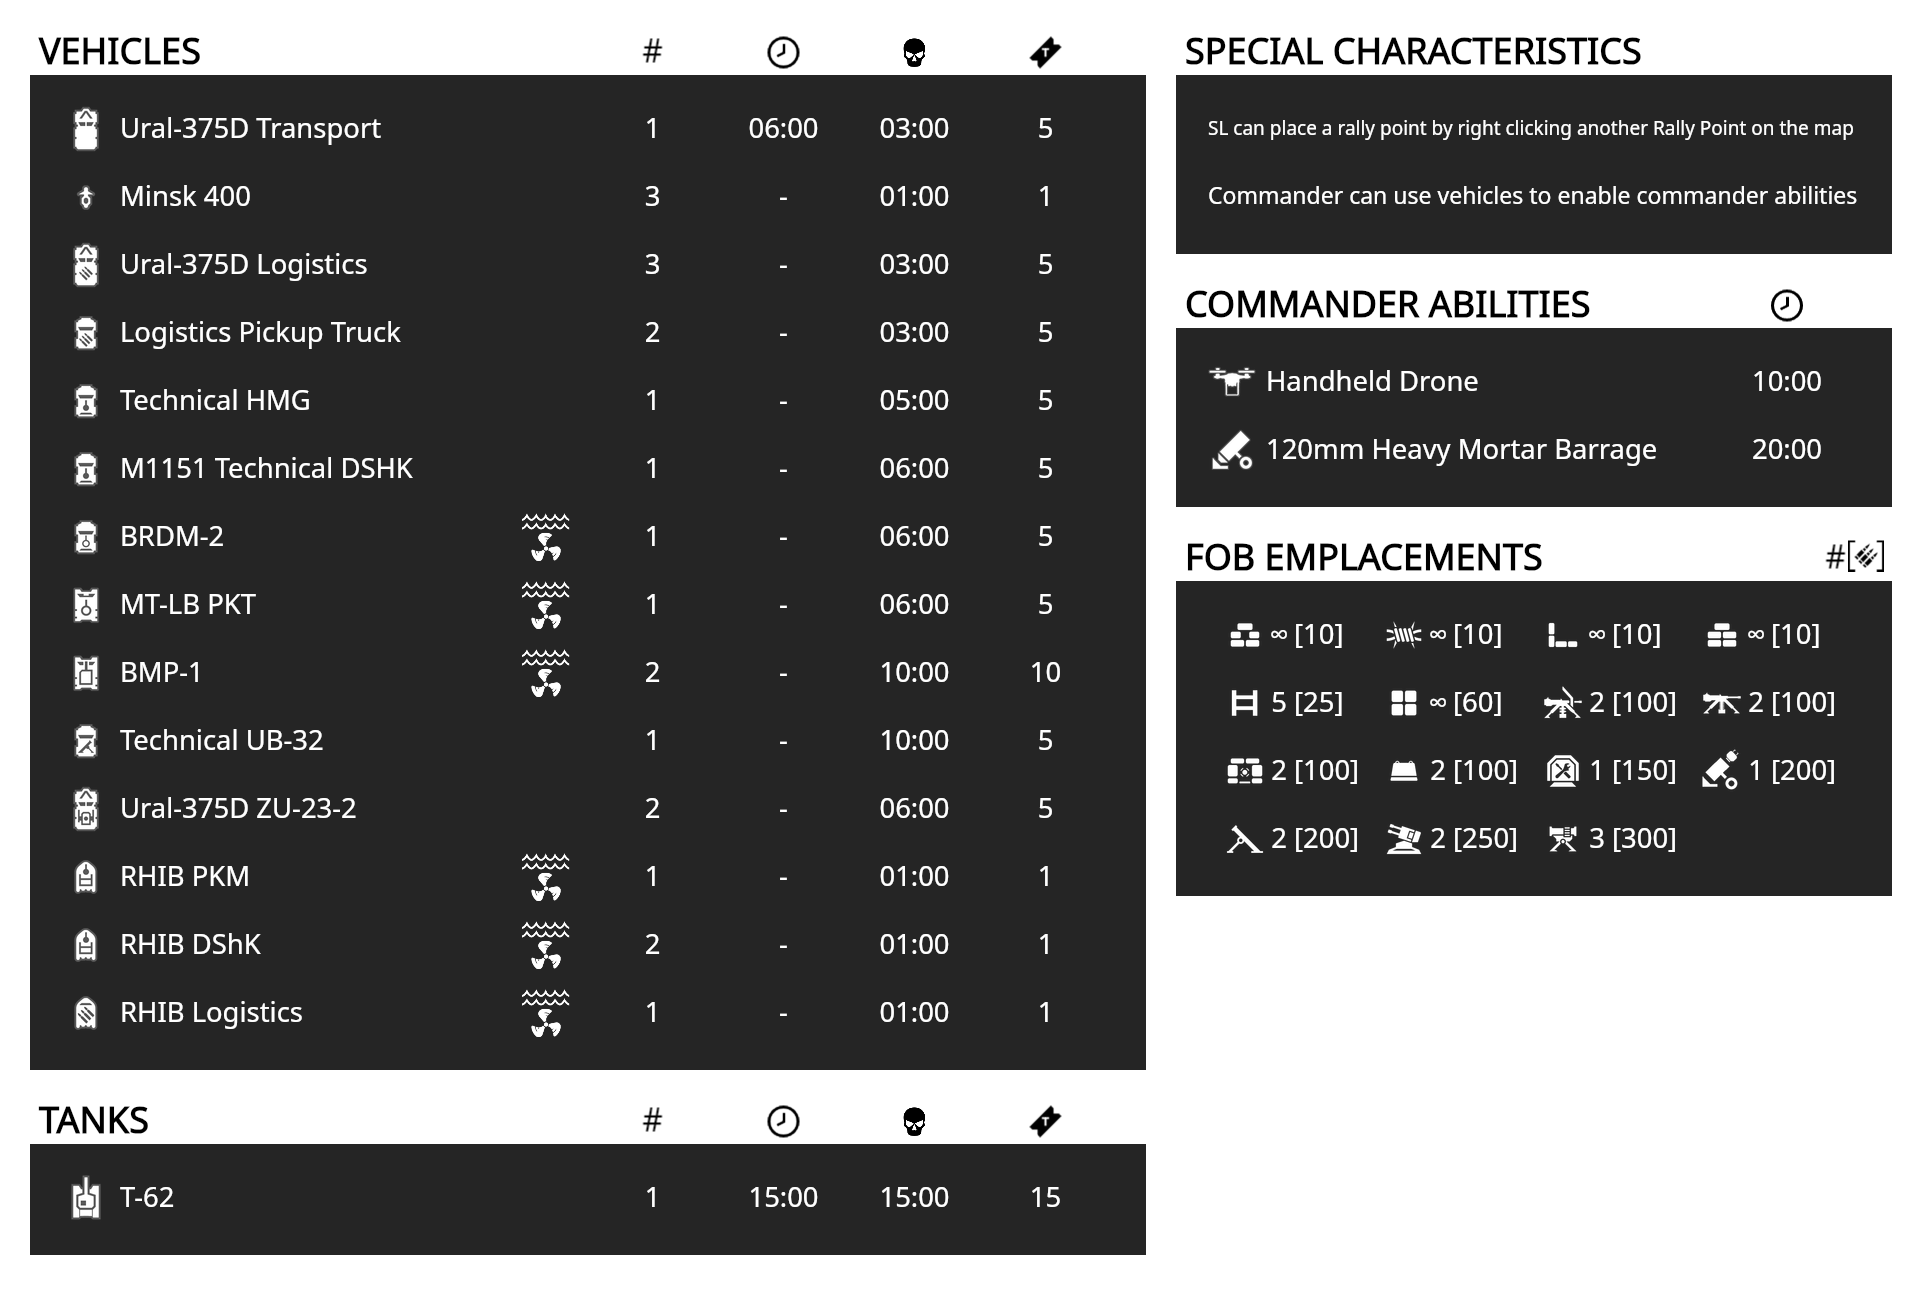 VEHICLES #
Ural-375D Transport 1 06:00 03:00 5
Minsk 400 3 - 01:00 1
Ural-375D Logistics 3 - 03:00 5
Logistics Pickup Truck 2 - 03:00 5
Technical HMG 1 - 05:00 5
M1151 Technical DSHK 1 - 06:00 5
BRDM-2 1 - 06:00 5
MT-LB PKT 1 - 06:00 5
BMP-1 2 - 10:00 10
Technical UB-32 1 - 10:00 5
Ural-375D ZU-23-2 2 - 06:00 5
RHIB PKM 1 - 01:00 1
RHIB DShK 2 - 01:00 1
RHIB Logistics 1 - 01:00 1
TANKS #
T-62 1 15:00 15:00 15
SPECIAL CHARACTERISTICS
SL can place a rally point by right clicking another Rally Point on the map
Commander can use vehicles to enable commander abilities
COMMANDER ABILITIES
Handheld Drone 10:00
120mm Heavy Mortar Barrage 20:00
FOB EMPLACEMENTS #[]
∞ [10] ∞ [10] ∞ [10] ∞ [10]
5 [25] ∞ [60] 2 [100] 2 [100]
2 [100] 2 [100] 1 [150] 1 [200]
2 [200] 2 [250] 3 [300]